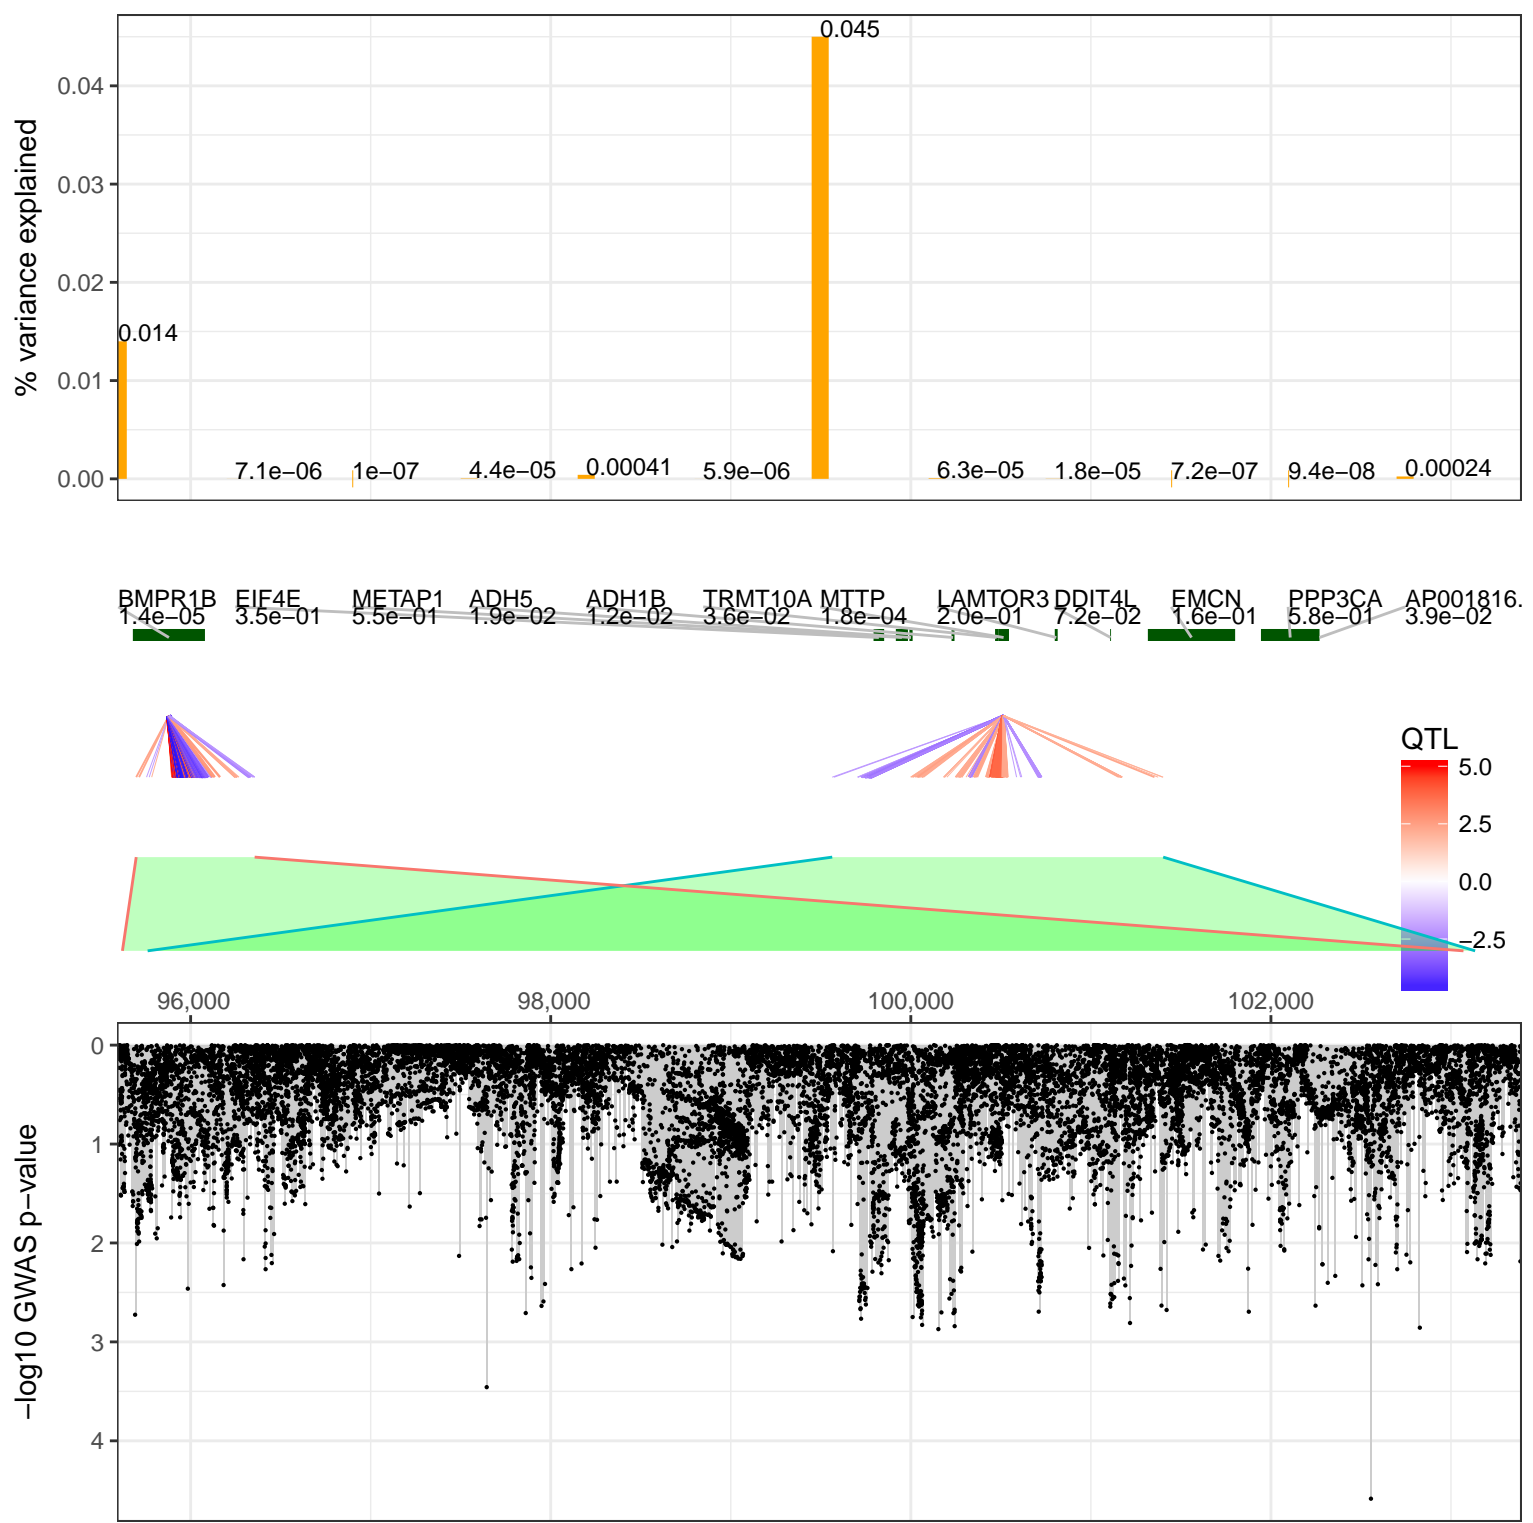 0.045
0.04
0.03
0.02
0.01
0.00
% variance explained
0.014
7.1e−06 1e−07 4.4e−05 0.00041 5.9e−06 6.3e−05 1.8e−05 7.2e−07 9.4e−08 0.00024
BMPR1B EIF4E METAP1 ADH5 ADH1B TRMT10A MTTP LAMTOR3 DDIT4L EMCN PPP3CA AP001816.
1.4e−05 3.5e−01 5.5e−01 1.9e−02 1.2e−02 3.6e−02 1.8e−04 2.0e−01 7.2e−02 1.6e−01 5.8e−01 3.9e−02
QTL
5.0
2.5
0.0
−2.5
96,000 98,000 100,000 102,000
0
1
2
3
4
−log10 GWAS p−value